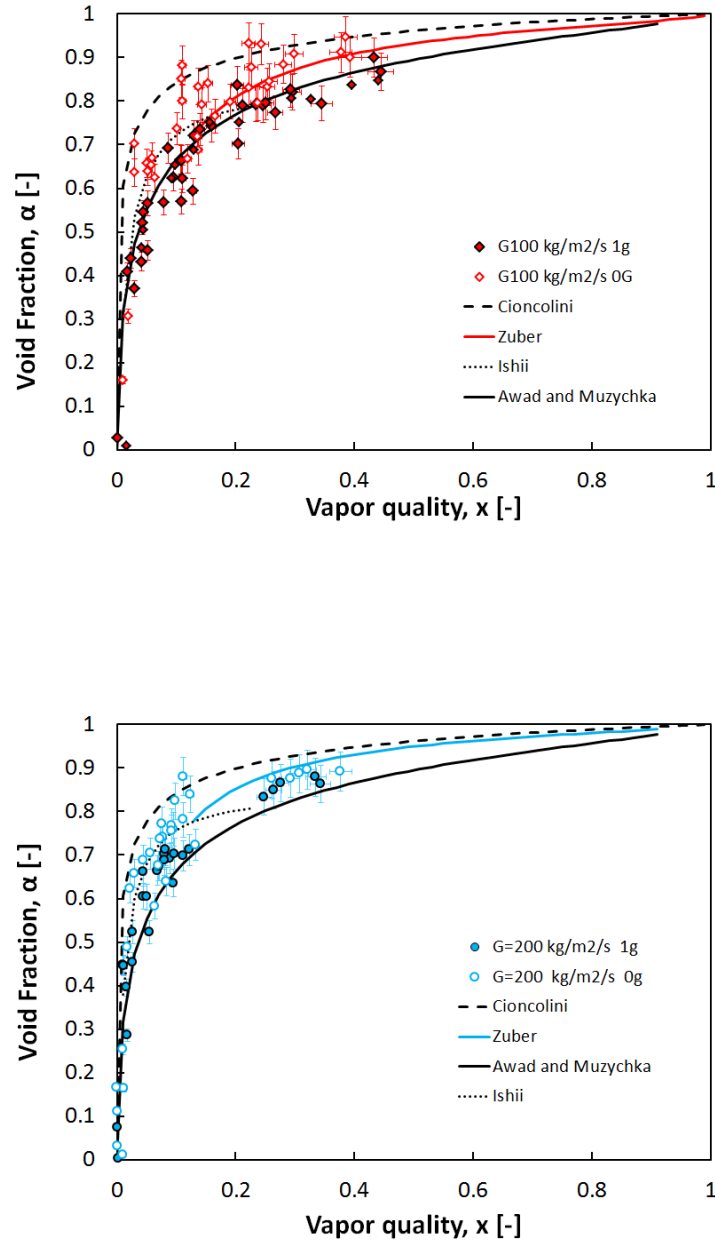 1
0.9
0.8
0.7
0.6
0.5
0.4
0.3
0.2
0.1
0
Void Fraction, α [-]
G100 kg/m2/s 1g
G100 kg/m2/s 0G
Cioncolini
Zuber
Ishii
Awad and Muzychka
0 0.2 0.4 0.6 0.8 1
Vapor quality, x [-]
1
0.9
0.8
0.7
0.6
0.5
0.4
0.3
0.2
0.1
0
Void Fraction, α [-]
G=200 kg/m2/s 1g
G=200 kg/m2/s 0g
Cioncolini
Zuber
Awad and Muzychka
Ishii
0 0.2 0.4 0.6 0.8 1
Vapor quality, x [-]